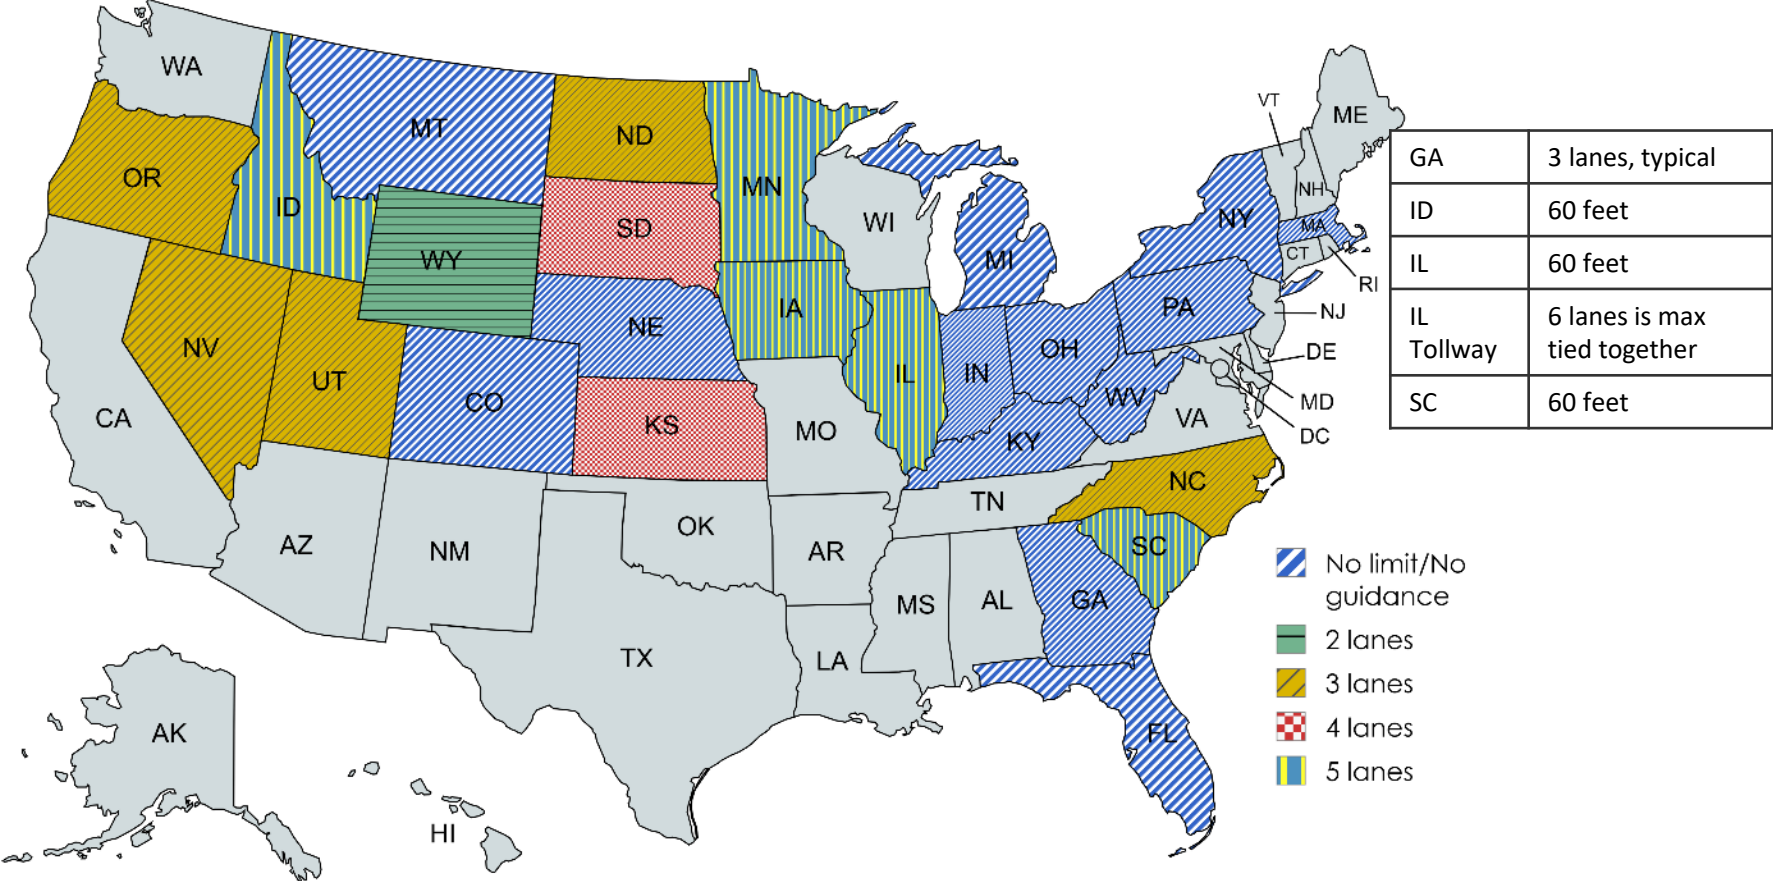 WA
MT
ND
MN
OR
ID
SD
WI
WY
MI
NY
VT
ME
NH
MA
CT
RI
NJ
PA
IA
NE
NV
UT
CO
IL
IN
OH
DE
WV
MD
DC
VA
CA
KS
MO
KY
NC
TN
AZ
NM
OK
AR
SC
MS
AL
GA
TX
LA
FL
AK
HI
GA 3 lanes, typical
ID 60 feet
IL 60 feet
IL 6 lanes is max
Tollway tied together
SC 60 feet
No limit/No
guidance
2 lanes
3 lanes
4 lanes
5 lanes